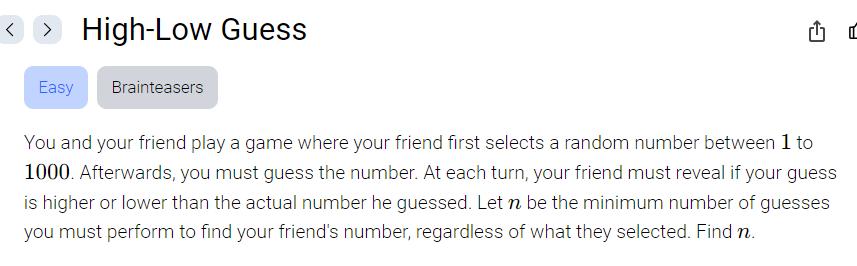 High-Low Guess
Easy Brainteasers
You and your friend play a game where your friend first selects a random number between 1 to
1000. Afterwards, you must guess the number. At each turn, your friend must reveal if your guess
is higher or lower than the actual number he guessed. Let n be the minimum number of guesses
you must perform to find your friend's number, regardless of what they selected. Find n.